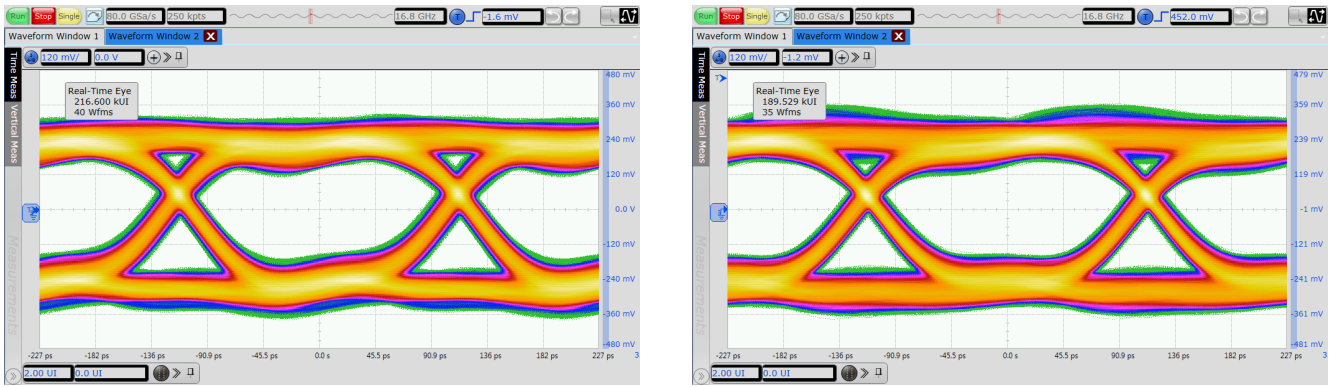 Run Stop Single 80.0 GSa/s 250 kpts 16.8 GHz T -1.6 mV
Waveform Window 1 Waveform Window 2 X
120 mV/ 0.0 V
Time Meas
Vertical Meas
Measurements
Real-Time Eye
216.600 kUI
40 Wfms
480 mV
360 mV
240 mV
120 mV
0.0 V
-120 mV
-240 mV
-360 mV
-480 mV
-227 ps -182 ps -136 ps -90.9 ps -45.5 ps 0.0 s 45.5 ps 90.9 ps 136 ps 182 ps 227 ps 3
2.00 UI 0.0 UI
Run Stop Single 80.0 GSa/s 250 kpts 16.8 GHz T 452.0 mV
Waveform Window 1 Waveform Window 2 X
120 mV/ -1.2 mV
Time Meas
Vertical Meas
Measurements
T
Real-Time Eye
189.529 kUI
35 Wfms
479 mV
359 mV
239 mV
119 mV
-1 mV
-121 mV
-241 mV
-361 mV
-481 mV
-227 ps -182 ps -136 ps -90.9 ps -45.5 ps 0.0 s 45.5 ps 90.9 ps 136 ps 182 ps 227 ps 3
2.00 UI 0.0 UI